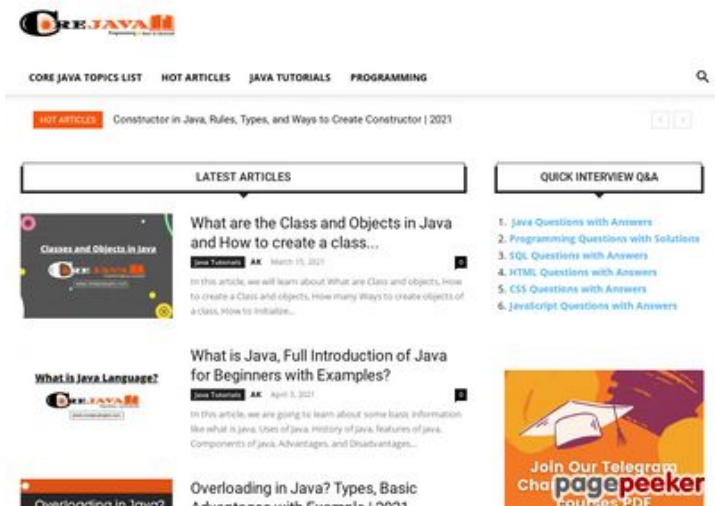 COREJAVA
CORE JAVA TOPICS LIST HOT ARTICLES JAVA TUTORIALS PROGRAMMING
HOT ARTICLES Constructor in Java, Rules, Types, and Ways to Create Constructor | 2021
LATEST ARTICLES
Classes and Objects in Java
COREJAVA
What are the Class and Objects in Java
and How to create a class...
Java Tutorials AK - March 15, 2021 0
In this article, we will learn about What are Class and objects, How
to create a Class and objects, How many Ways to create objects of
a class, How to Initialize...
What is Java Language?
COREJAVA
What is Java, Full Introduction of Java
for Beginners with Examples?
Java Tutorials AK - April 3, 2021 0
In this article, we are going to learn about some basic information
like what is java, Uses of Java, History of Java, features of java,
Components of java, Advantages, and Disadvantages...
Overloading in Java?
Overloading in Java? Types, Basic
Advantages with Example | 2021
QUICK INTERVIEW Q&A
1. Java Questions with Answers
2. Programming Questions with Solutions
3. SQL Questions with Answers
4. HTML Questions with Answers
5. CSS Questions with Answers
6. JavaScript Questions with Answers
Join Our Telegram
Courses PDF
pagepeeker